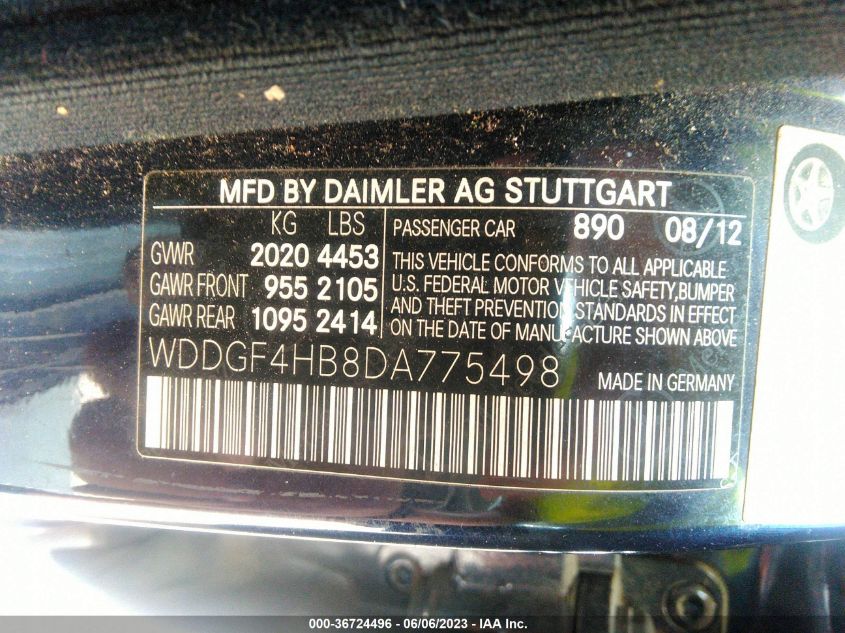 MFD BY DAIMLER AG STUTTGART
KG LBS
GVWR 2020 4453
GAWR FRONT 955 2105
GAWR REAR 1095 2414
PASSENGER CAR 890 08/12
THIS VEHICLE CONFORMS TO ALL APPLICABLE
U.S. FEDERAL MOTOR VEHICLE SAFETY, BUMPER
AND THEFT PREVENTION STANDARDS IN EFFECT
ON THE DATE OF MANUFACTURE SHOWN ABOVE
WDDGF4HB8DA775498
MADE IN GERMANY
000-36724496 - 06/06/2023 - IAA Inc.